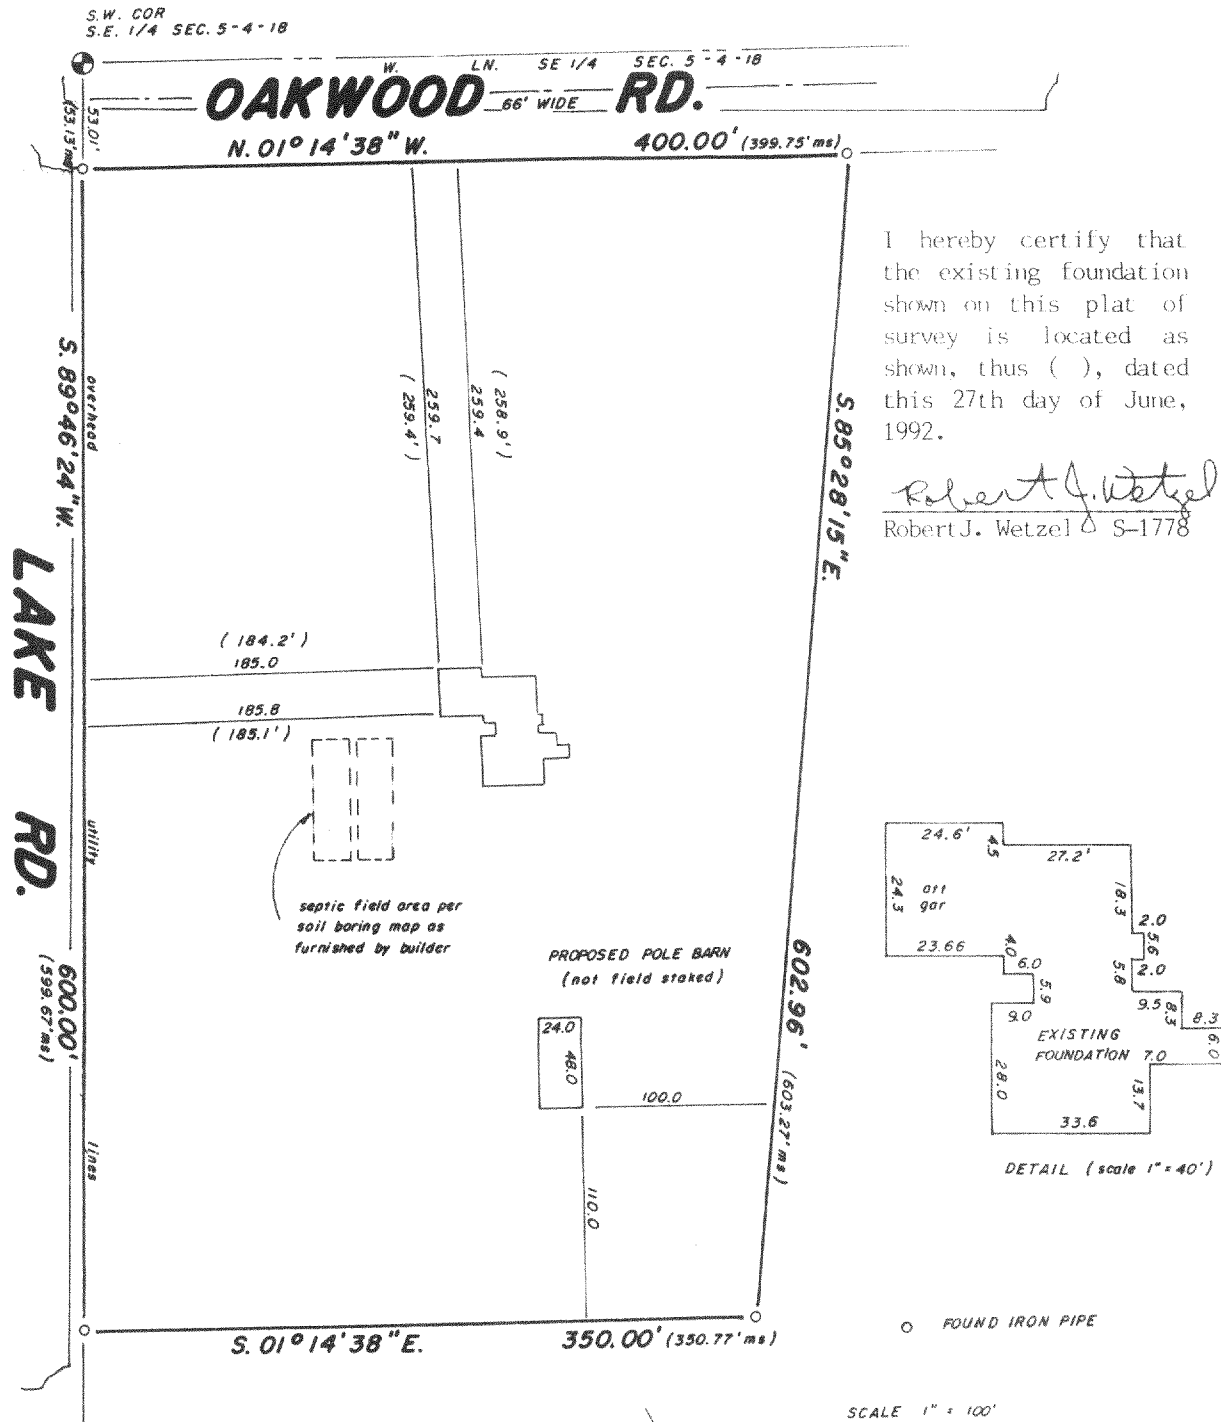 S.W. COR
S.E. 1/4 SEC. 5-4-18
W. LN. SE 1/4 SEC. 5-4-18
OAKWOOD 66' WIDE RD.
53.01'
(53.13'ms)
N. 01° 14' 38" W. 400.00' (399.75'ms)
I hereby certify that
the existing foundation
shown on this plat of
survey is located as
shown, thus ( ), dated
this 27th day of June,
1992.
Robert J. Wetzel
Robert J. Wetzel S-1778
S. 89° 46' 24" W.
overhead
LAKE RD.
utility
600.00'
(599.67'ms)
lines
259.7
(259.4')
259.4
(258.9')
S. 85° 28' 15" E.
(184.2')
185.0
185.8
(185.1')
septic field area per
soil boring map as
furnished by builder
PROPOSED POLE BARN
(not field staked)
24.0
48.0
100.0
110.0
602.96'
(603.27'ms)
24.6'
4.5
27.2'
24.3
att
gar
18.3
2.0
5.6
23.66
4.0
6.0
5.8
2.0
5.9
9.5
8.3
8.3
9.0
EXISTING
FOUNDATION
7.0
6.0
28.0
13.7
33.6
DETAIL (scale 1" = 40')
S. 01° 14' 38" E. 350.00' (350.77'ms)
FOUND IRON PIPE
SCALE 1" = 100'